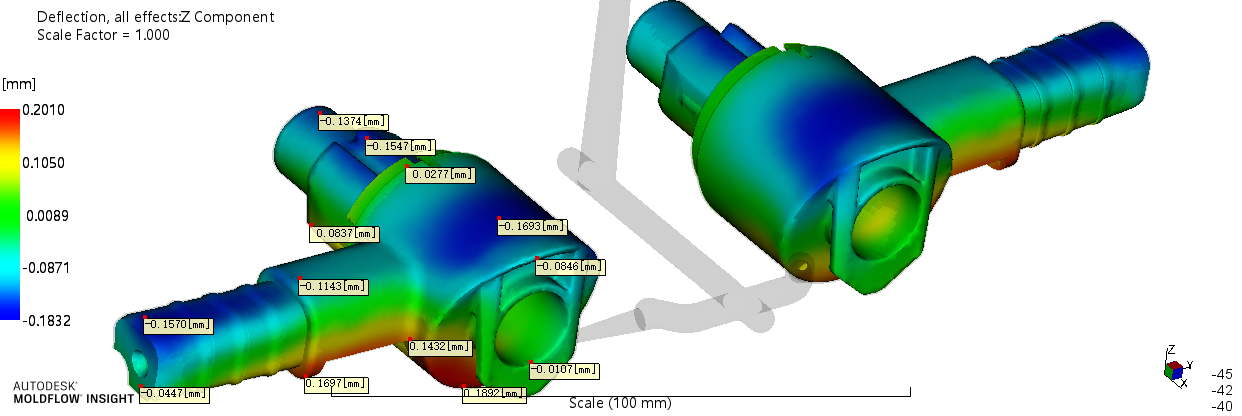 Deflection, all effects:Z Component
Scale Factor = 1.000
[mm]
0.2010
0.1050
0.0089
-0.0871
-0.1832
-0.1374[mm]
-0.1547[mm]
0.0277[mm]
-0.1693[mm]
0.0837[mm]
-0.0846[mm]
-0.1143[mm]
-0.1570[mm]
0.1432[mm]
-0.0107[mm]
0.1697[mm]
-0.0447[mm]
0.1892[mm]
AUTODESK®
MOLDFLOW® INSIGHT
Scale (100 mm)
Z
Y
X
-45
-42
-40